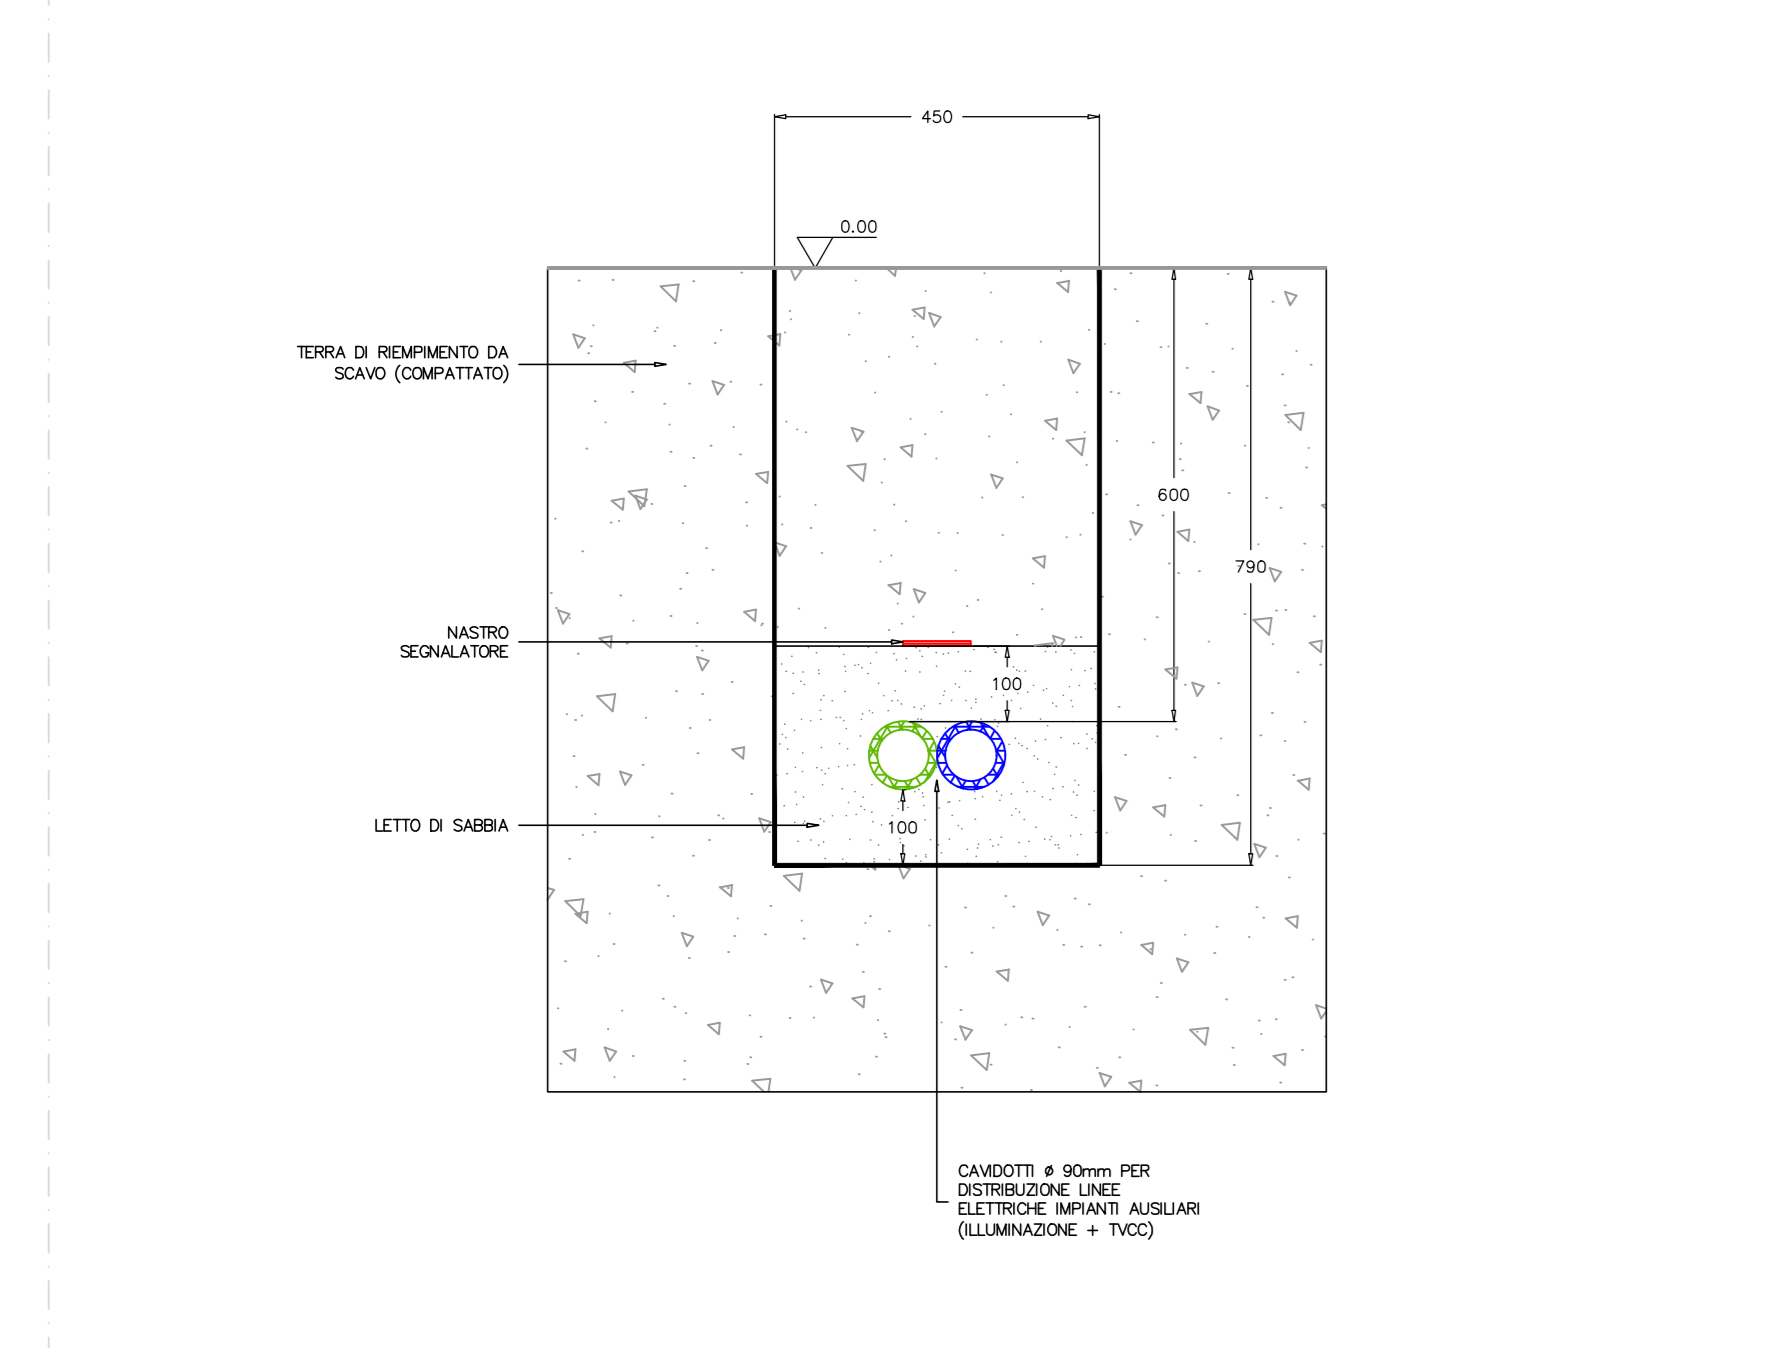 450
0.00
TERRA DI RIEMPIMENTO DA
SCAVO (COMPATTATO)
600
790
NASTRO
SEGNALATORE
100
LETTO DI SABBIA
100
CAVIDOTTI Ø 90mm PER
DISTRIBUZIONE LINEE
ELETTRICHE IMPIANTI AUSILIARI
(ILLUMINAZIONE + TVCC)